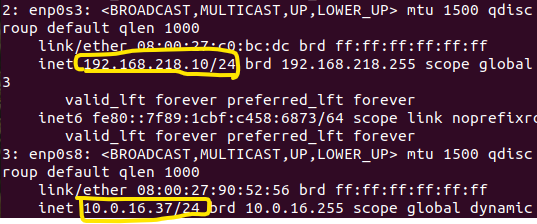 2: enp0s3: <BROADCAST,MULTICAST,UP,LOWER_UP> mtu 1500 qdisc
roup default qlen 1000
link/ether 08:00:27:c0:bc:dc brd ff:ff:ff:ff:ff:ff
inet 192.168.218.10/24 brd 192.168.218.255 scope global
3
valid_lft forever preferred_lft forever
inet6 fe80::7f89:1cbf:c458:6873/64 scope link noprefixro
valid_lft forever preferred_lft forever
3: enp0s8: <BROADCAST,MULTICAST,UP,LOWER_UP> mtu 1500 qdisc
roup default qlen 1000
link/ether 08:00:27:90:52:56 brd ff:ff:ff:ff:ff:ff
inet 10.0.16.37/24 brd 10.0.16.255 scope global dynamic